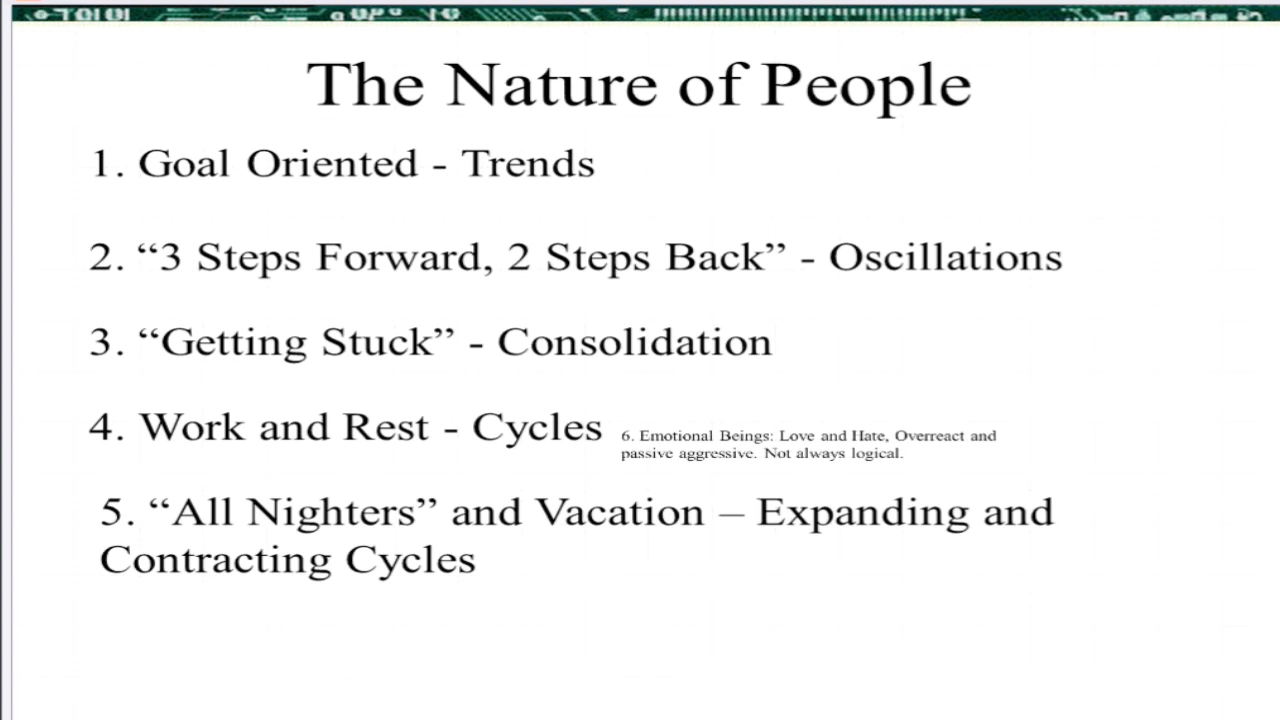 The Nature of People
1. Goal Oriented - Trends
2. “3 Steps Forward, 2 Steps Back” - Oscillations
3. “Getting Stuck” - Consolidation
4. Work and Rest - Cycles
6. Emotional Beings: Love and Hate, Overreact and
passive aggressive. Not always logical.
5. “All Nighters” and Vacation – Expanding and
Contracting Cycles